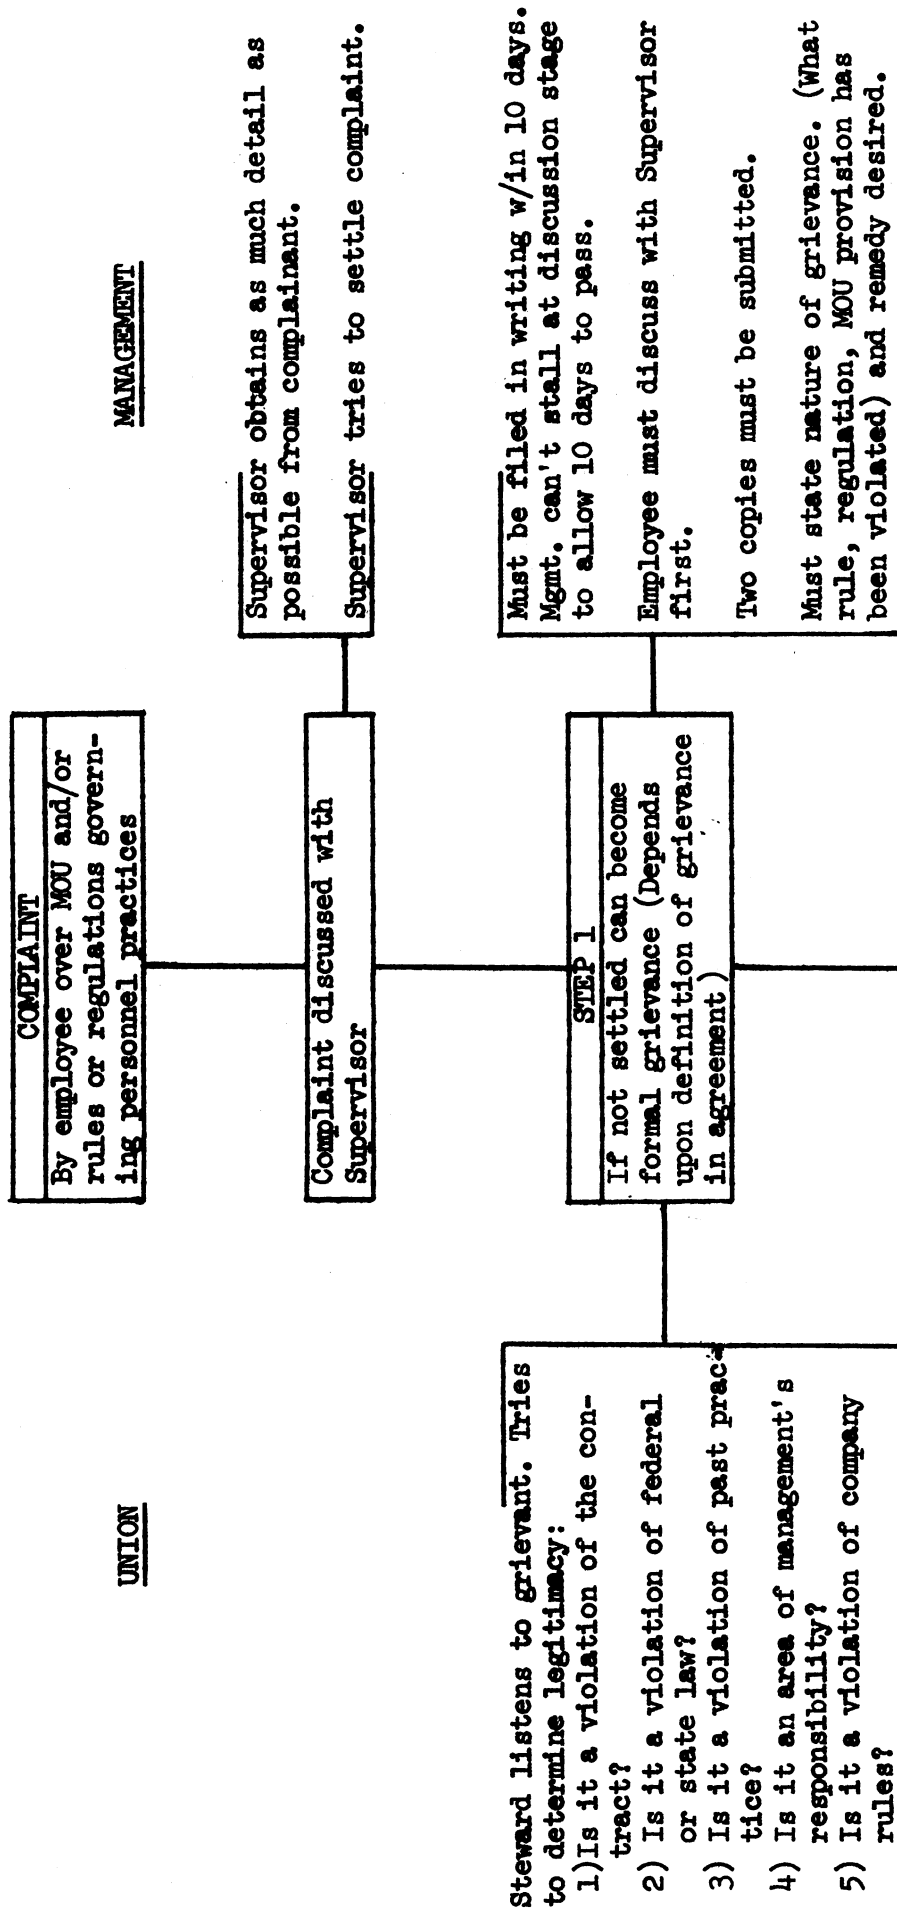 UNION
MANAGEMENT
COMPLAINT
By employee over MOU and/or
rules or regulations govern-
ing personnel practices
Complaint discussed with
Supervisor
Supervisor obtains as much detail as
possible from complainant.
Supervisor tries to settle complaint.
STEP 1
If not settled can become
formal grievance (Depends
upon definition of grievance
in agreement)
Steward listens to grievant. Tries
to determine legitimacy:
1)Is it a violation of the con-
tract?
2) Is it a violation of federal
or state law?
3) Is it a violation of past prac-
tice?
4) Is it an area of management's
responsibility?
5) Is it a violation of company
rules?
Must be filed in writing w/in 10 days.
Mgmt. can't stall at discussion stage
to allow 10 days to pass.
Employee must discuss with Supervisor
first.
Two copies must be submitted.
Must state nature of grievance. (What
rule, regulation, MOU provision has
been violated) and remedy desired.